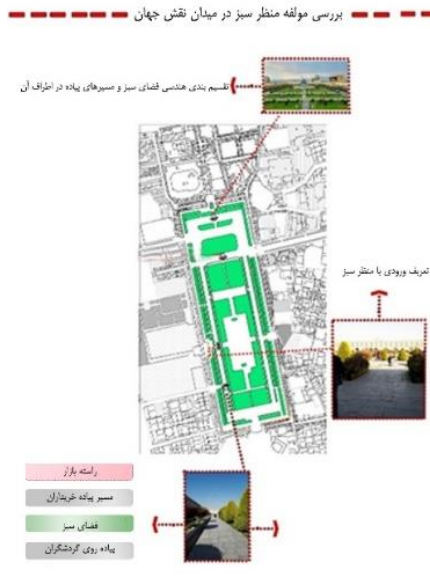 بررسی مولفه منظر سبز در میدان نقش جهان
تقسیم بندی هندسی فضای سبز و مسیرهای پیاده در اطراف آن
تعریف ورودی با منظر سبز
راسته بازار
مسیر پیاده خریداران
فضای سبز
پیاده روی گردشگران